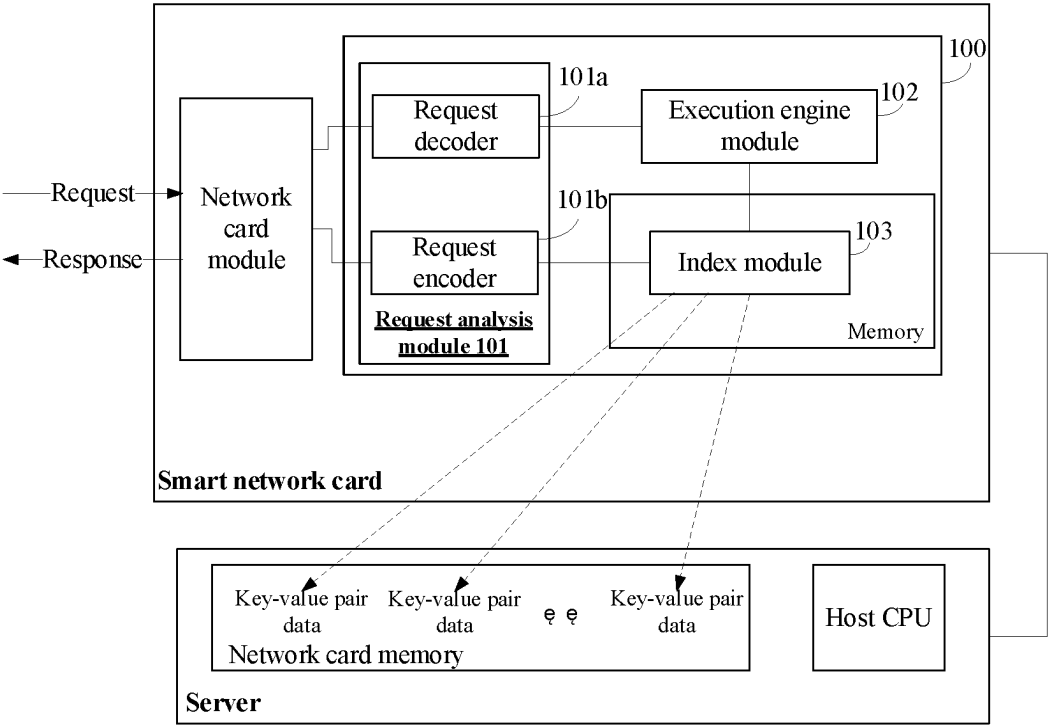 100
101a
Request
decoder
102
Execution engine
module
Request
Response
Network
card
module
101b
Request
encoder
103
Index module
Memory
Request analysis
module 101
Smart network card
Key-value pair
data
Key-value pair
data
ę ę
Key-value pair
data
Network card memory
Host CPU
Server